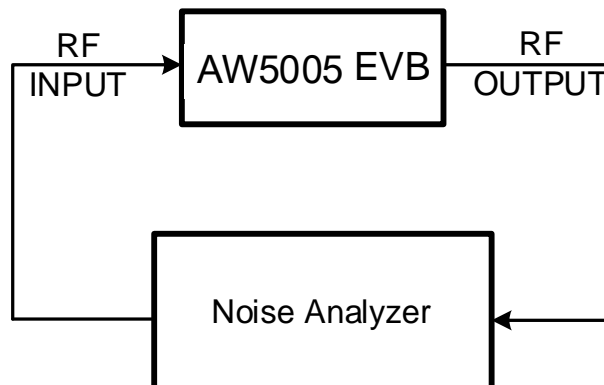 RF
INPUT
AW5005 EVB
RF
OUTPUT
Noise Analyzer